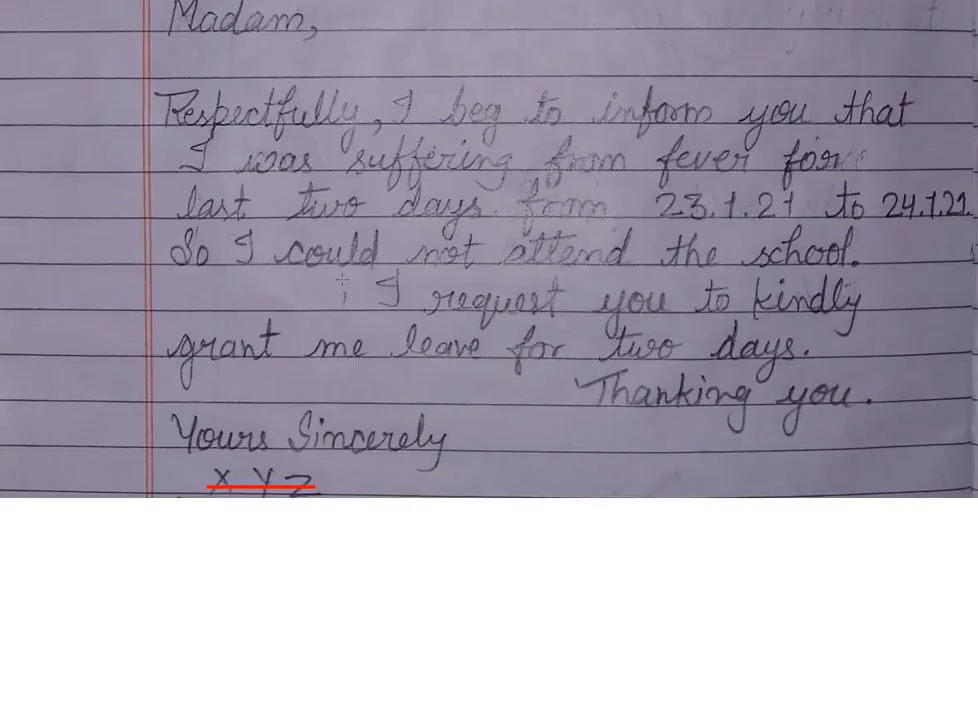 Madam,
Respectfully, I beg to inform you that
I was suffering from fever for
last two days from 23.1.21 to 24.1.21.
So I could not attend the school.
I request you to kindly
grant me leave for two days.
Thanking you.
Yours Sincerely
X Y Z